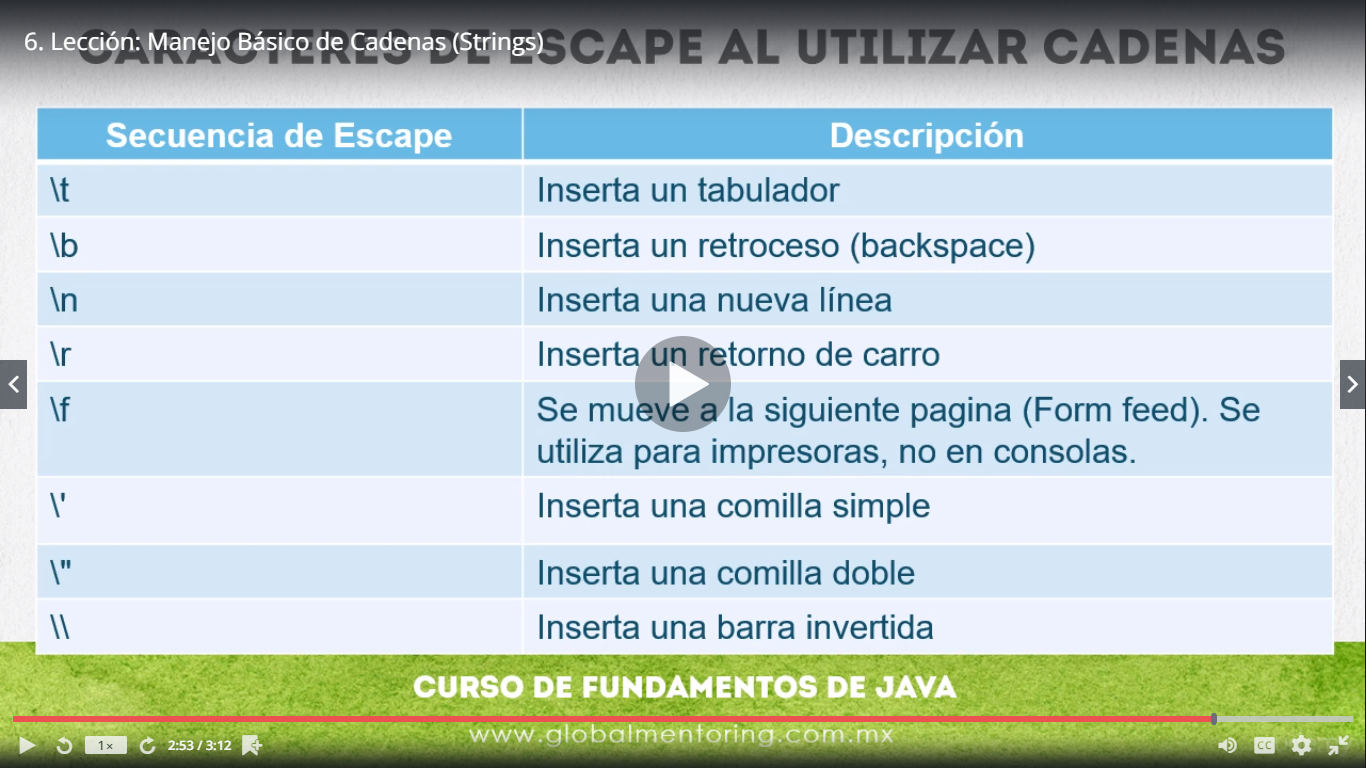 6. Lección: Manejo Básico de Cadenas (Strings)
CARACTERES DE ESCAPE AL UTILIZAR CADENAS
Secuencia de Escape Descripción
\t Inserta un tabulador
\b Inserta un retroceso (backspace)
\n Inserta una nueva línea
\r Inserta un retorno de carro
\f Se mueve a la siguiente pagina (Form feed). Se
utiliza para impresoras, no en consolas.
\' Inserta una comilla simple
\" Inserta una comilla doble
\\ Inserta una barra invertida
CURSO DE FUNDAMENTOS DE JAVA
www.globalmentoring.com.mx
1× 2:53 / 3:12 CC